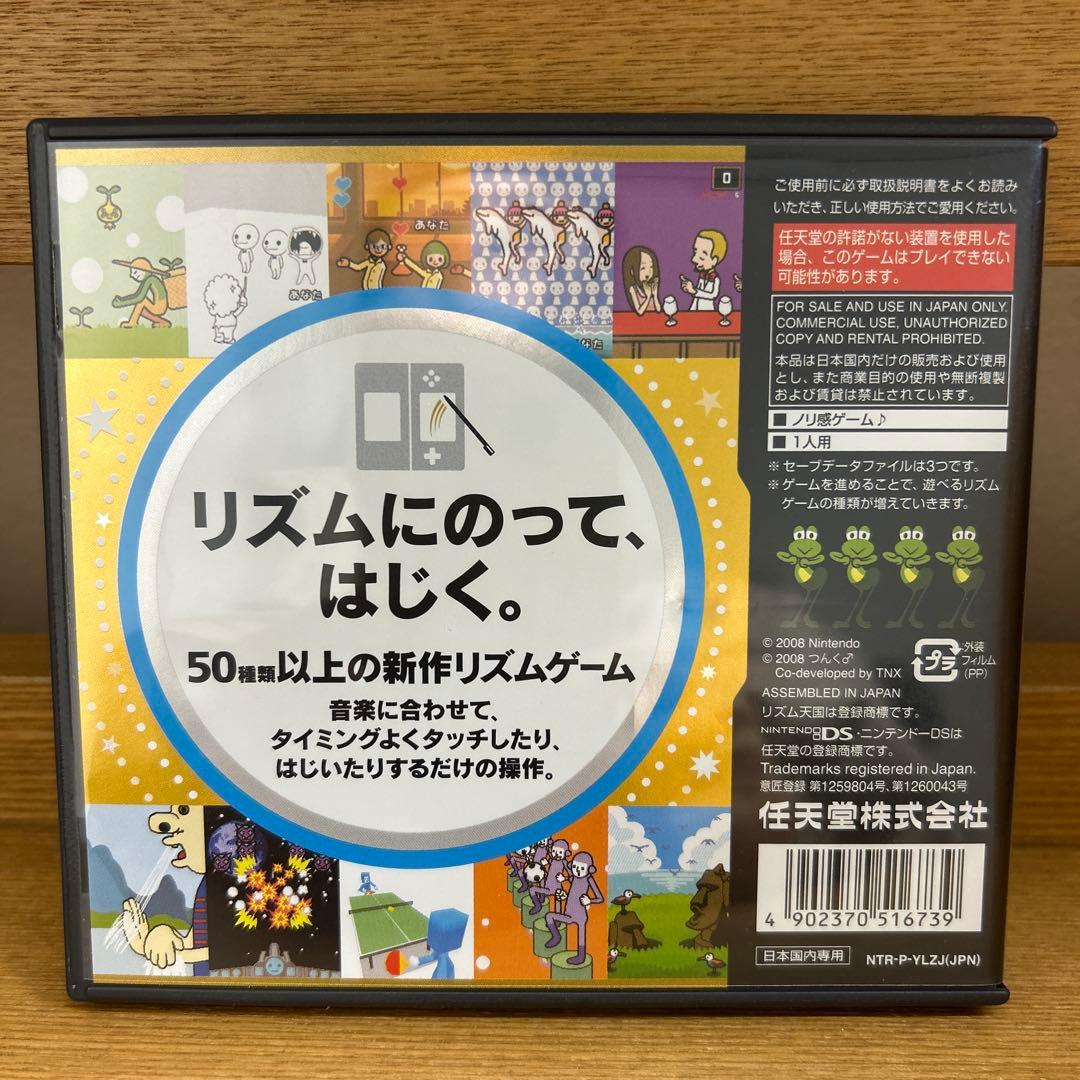 あなた
あなた
あなた
0
リズムにのって、
はじく。
50種類以上の新作リズムゲーム
音楽に合わせて、
タイミングよくタッチしたり、
はじいたりするだけの操作。
ご使用前に必ず取扱説明書をよくお読み
いただき、正しい使用方法でご愛用ください。
任天堂の許諾がない装置を使用した
場合、このゲームはプレイできない
可能性があります。
FOR SALE AND USE IN JAPAN ONLY.
COMMERCIAL USE, UNAUTHORIZED
COPY AND RENTAL PROHIBITED.
本品は日本国内だけの販売および使用
とし、また商業目的の使用や無断複製
および賃貸は禁止されています。
■ ノリ感ゲーム♪
■ 1人用
※セーブデータファイルは3つです。
※ゲームを進めることで、遊べるリズム
ゲームの種類が増えていきます。
© 2008 Nintendo
© 2008 つんく♂
Co-developed by TNX
プラ
外装
フィルム
(PP)
ASSEMBLED IN JAPAN
リズム天国は登録商標です。
NINTENDO DS・ニンテンドーDSは
任天堂の登録商標です。
Trademarks registered in Japan.
意匠登録 第1259804号、第1260043号
任天堂株式会社
4 902370 516739
日本国内専用
NTR-P-YLZJ(JPN)